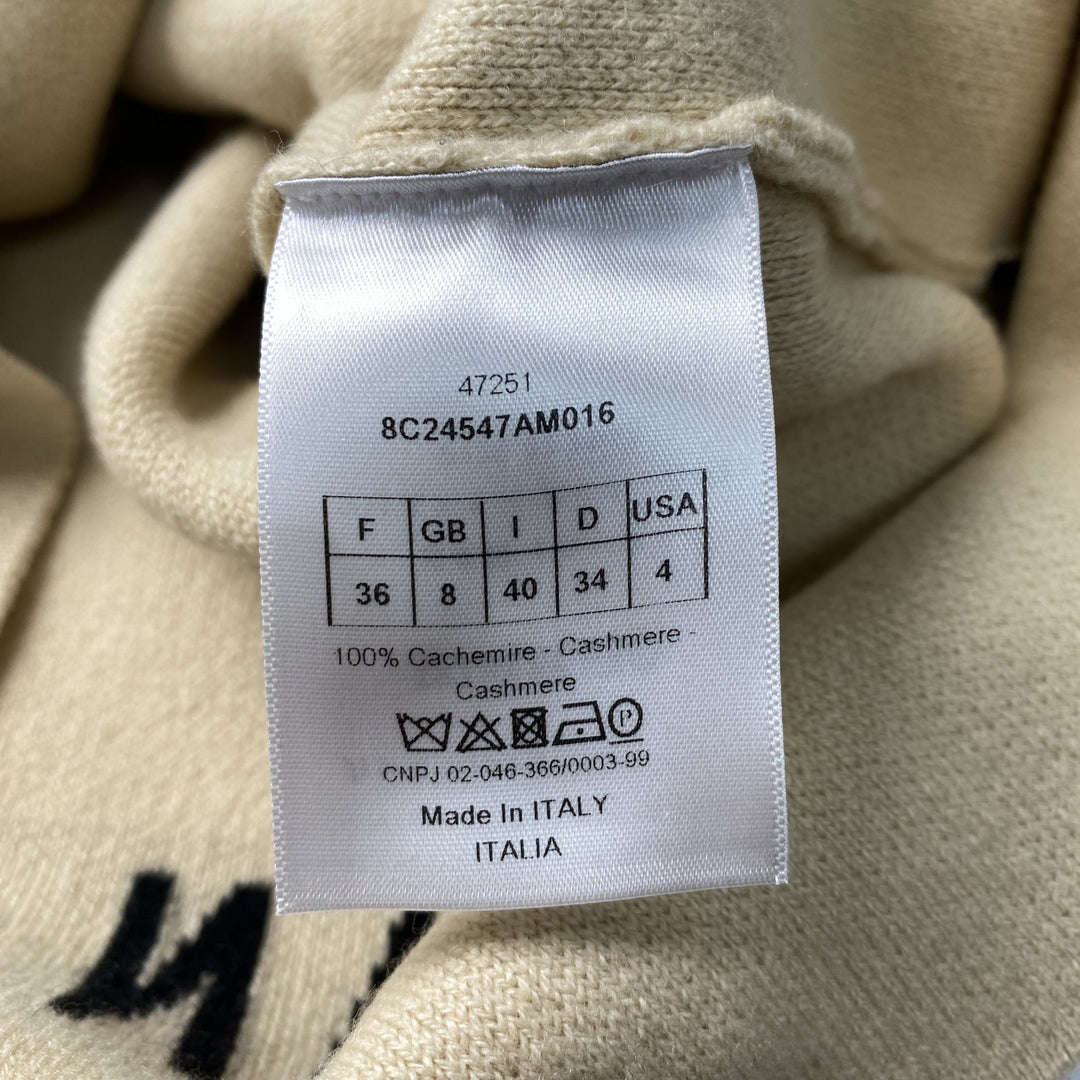 47251
8C24547AM016
F GB I D USA
36 8 40 34 4
100% Cachemire - Cashmere -
Cashmere
P
CNPJ 02-046-366/0003-99
Made In ITALY
ITALIA